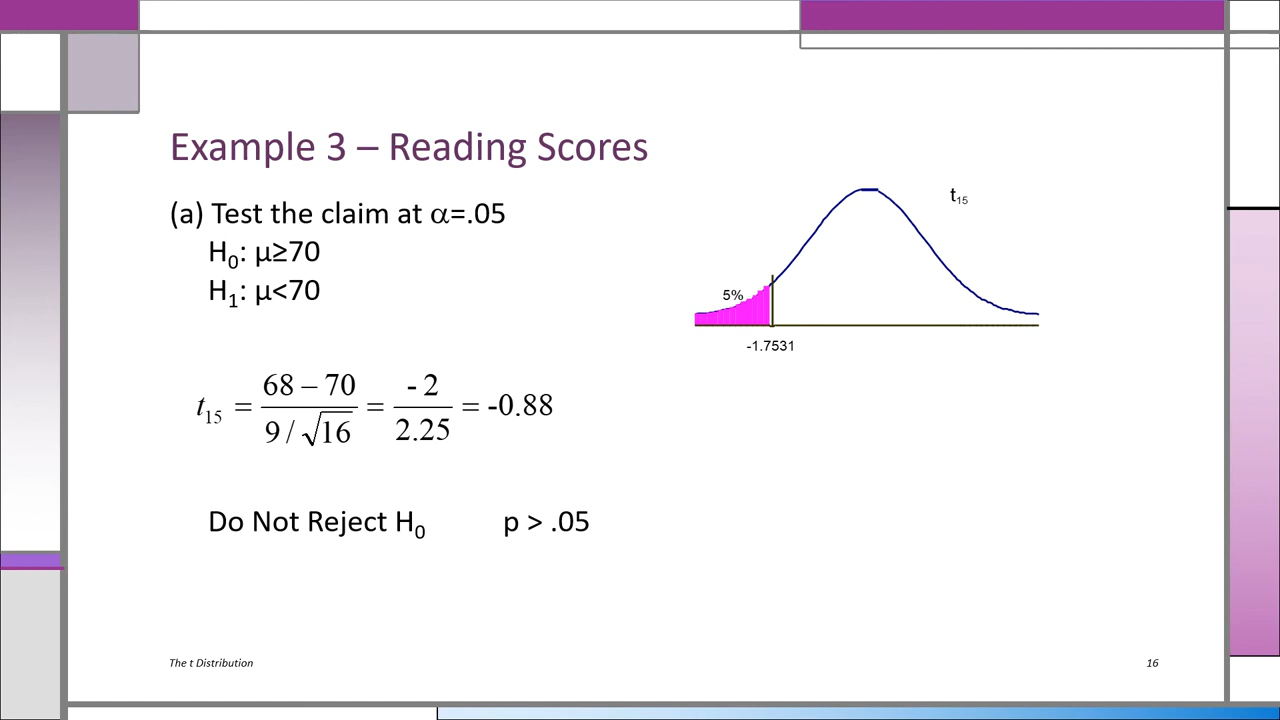 Example 3 – Reading Scores
(a) Test the claim at α=.05
H₀: μ≥70
H₁: μ<70
t₁₅
5%
-1.7531
t₁₅ = (68 – 70) / (9 / √16) = - 2 / 2.25 = -0.88
Do Not Reject H₀ p > .05
The t Distribution
16